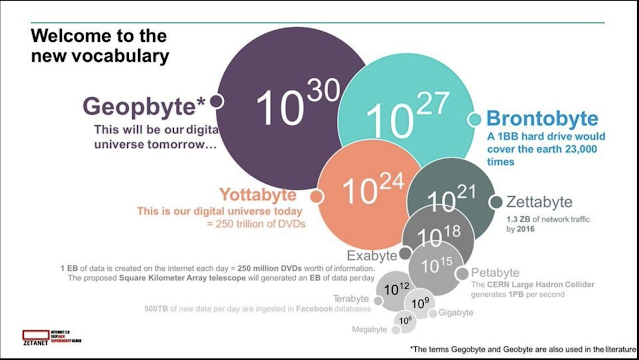 Welcome to the
new vocabulary
10^30
10^27
Geopbyte*
This will be our digita
universe tomorrow…
Brontobyte
A 1BB hard drive would
cover the earth 23,000
times
10^24
10^21
Yottabyte
This is our digital universe today
= 250 trillion of DVDs
Zettabyte
1.3 ZB of network traffic
by 2016
10^18
Exabyte
1 EB of data is created on the internet each day = 250 million DVDs worth of information.
The proposed Square Kilometer Array telescope will generated an EB of data per day
10^15
Petabyte
The CERN Large Hadron Collider
generates 1PB per second
10^12
Terabyte
500TB of new data per day are ingested in Facebook databases
10^9
Gigabyte
10^6
Megabyte
ZETANET
INTERNET 2.0
*The terms Gegobyte and Geobyte are also used in the literature